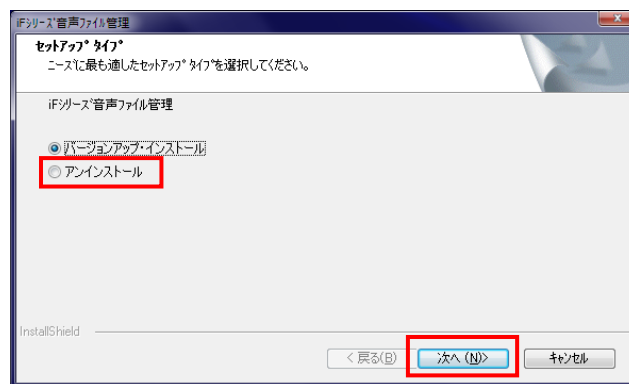 iFシリーズ音声ファイル管理
セットアップ タイプ
ニーズに最も適したセットアップ タイプを選択してください。
iFシリーズ音声ファイル管理
バージョンアップ・インストール
アンインストール
InstallShield
< 戻る(B)
次へ (N)>
キャンセル